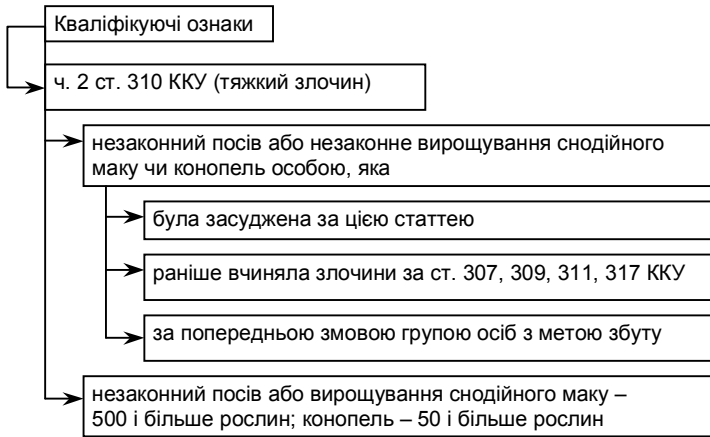 Кваліфікуючі ознаки
ч. 2 ст. 310 ККУ (тяжкий злочин)
незаконний посів або незаконне вирощування снодійного
маку чи конопель особою, яка
була засуджена за цією статтею
раніше вчиняла злочини за ст. 307, 309, 311, 317 ККУ
за попередньою змовою групою осіб з метою збуту
незаконний посів або вирощування снодійного маку –
500 і більше рослин; конопель – 50 і більше рослин